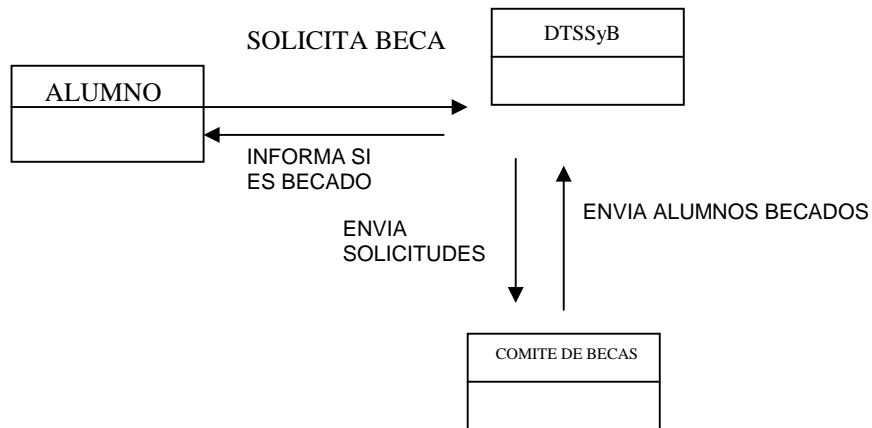 SOLICITA BECA
DTSSyB
ALUMNO
INFORMA SI
ES BECADO
ENVIA
SOLICITUDES
ENVIA ALUMNOS BECADOS
COMITE DE BECAS